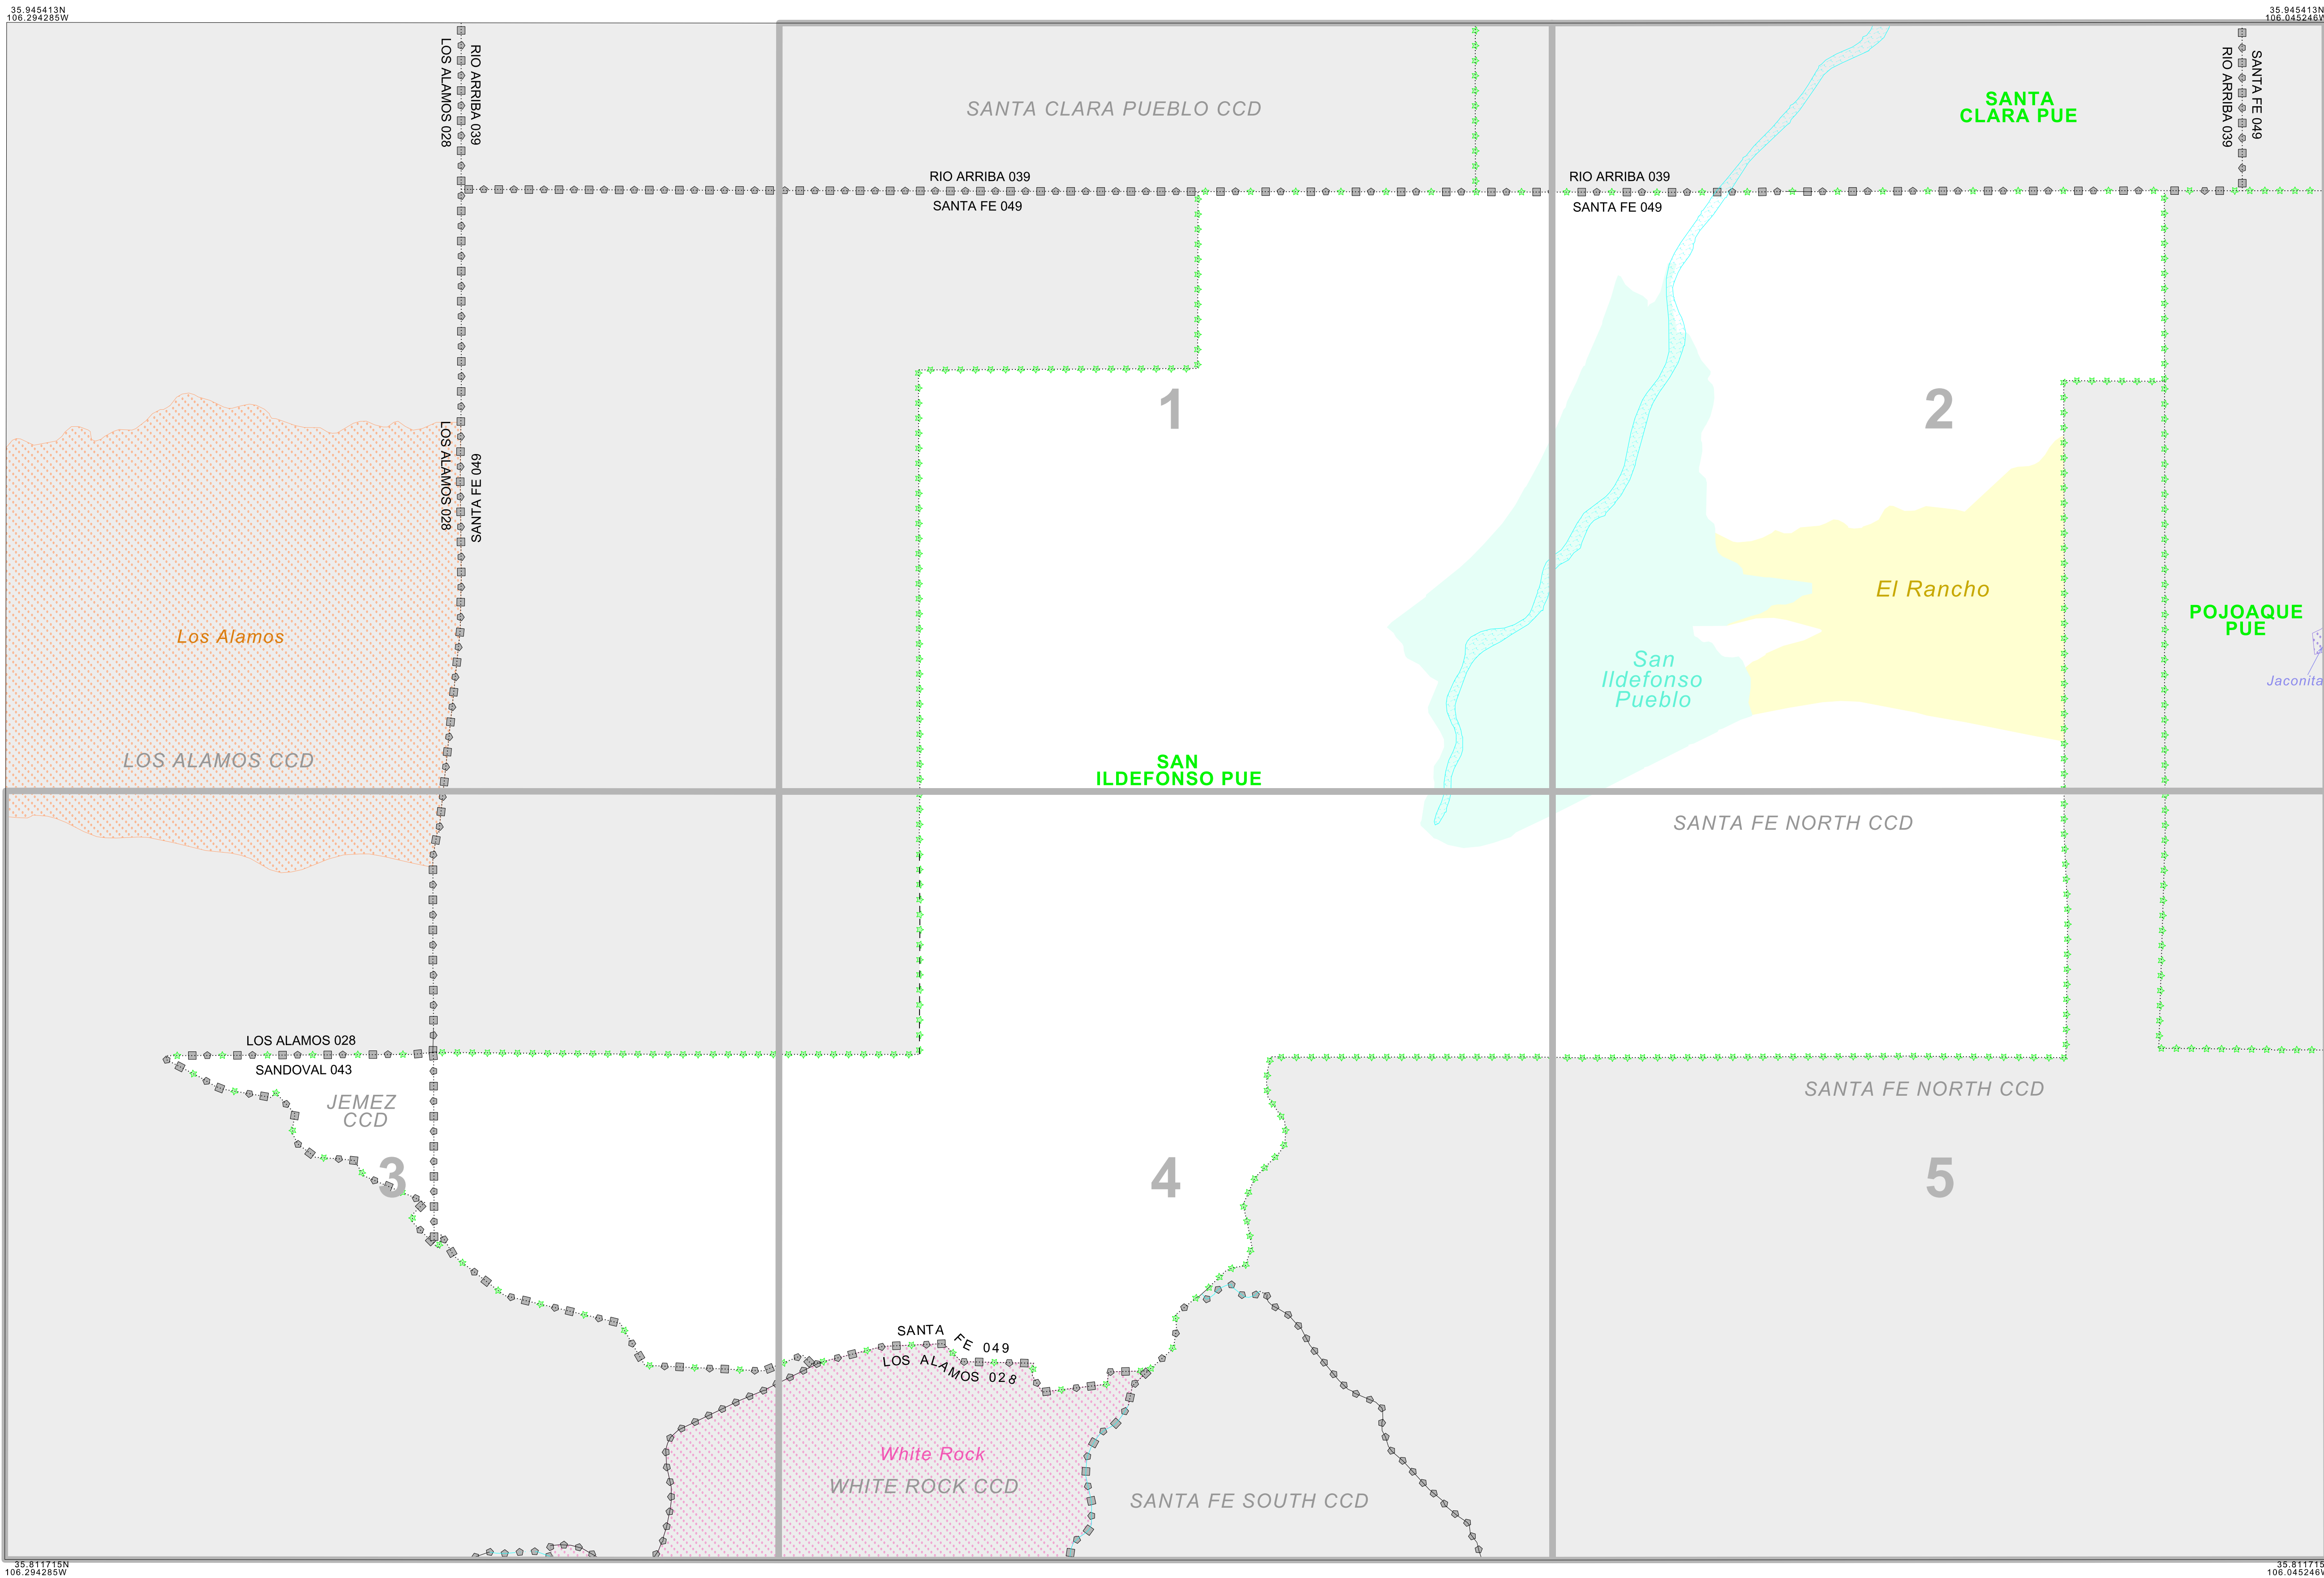 35.945413N
106.294285W
35.945413N
106.045246W
LOS ALAMOS 028
RIO ARRIBA 039
SANTA CLARA PUEBLO CCD
SANTA
CLARA PUE
RIO ARRIBA 039
SANTA FE 049
RIO ARRIBA 039
SANTA FE 049
RIO ARRIBA 039
SANTA FE 049
1
2
LOS ALAMOS 028
SANTA FE 049
El Rancho
POJOAQUE
PUE
Los Alamos
San
Ildefonso
Pueblo
Jaconita
LOS ALAMOS CCD
SAN
ILDEFONSO PUE
SANTA FE NORTH CCD
LOS ALAMOS 028
SANDOVAL 043
JEMEZ
CCD
SANTA FE NORTH CCD
3
4
5
SANTA FE 049
LOS ALAMOS 028
White Rock
WHITE ROCK CCD
SANTA FE SOUTH CCD
35.811715N
106.294285W
35.811715
106.045246W